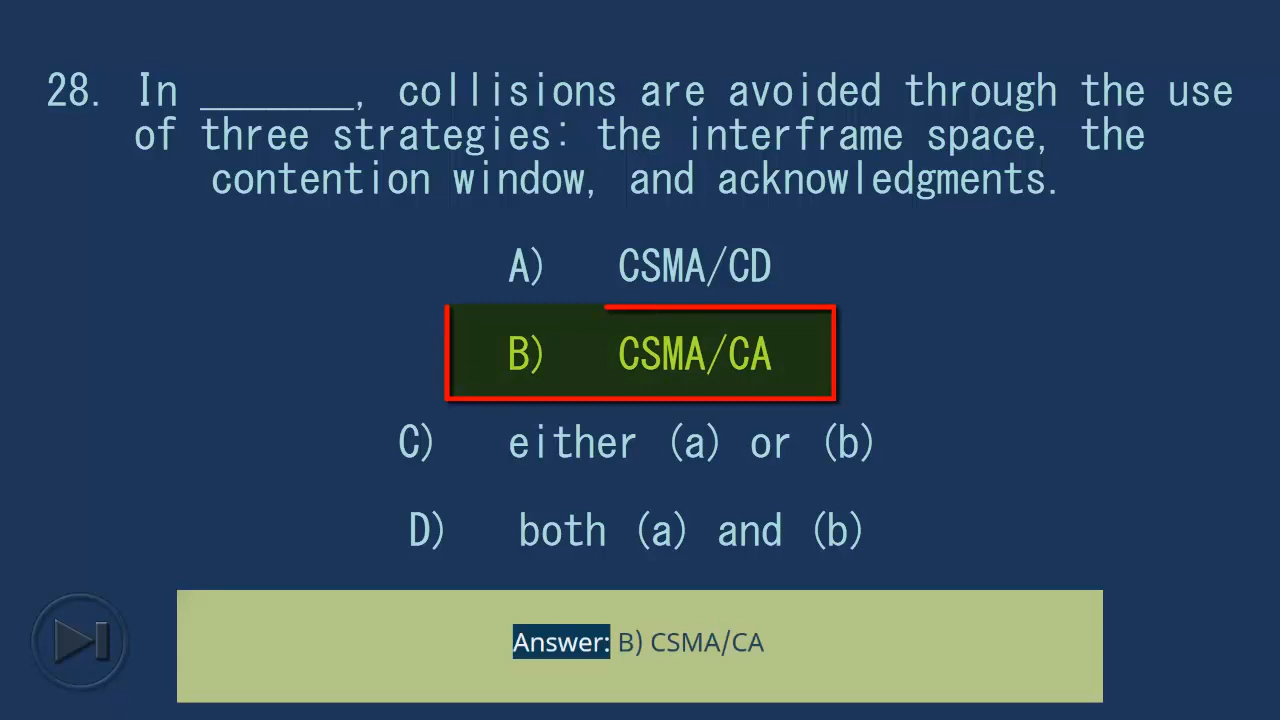 28. In _______, collisions are avoided through the use
of three strategies: the interframe space, the
contention window, and acknowledgments.
A) CSMA/CD
B) CSMA/CA
C) either (a) or (b)
D) both (a) and (b)
Answer: B) CSMA/CA